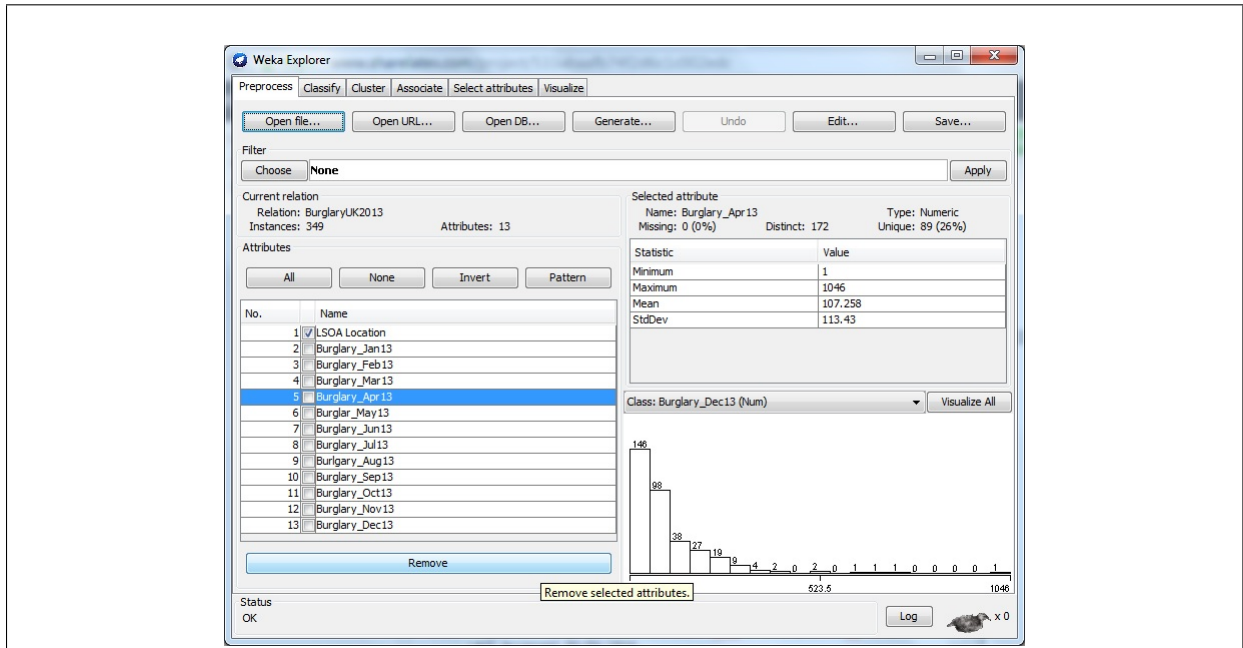 Weka Explorer
Preprocess Classify Cluster Associate Select attributes Visualize
Open file... Open URL... Open DB... Generate... Undo Edit... Save...
Filter
Choose None Apply
Current relation
Relation: BurglaryUK2013
Instances: 349 Attributes: 13
Attributes
All None Invert Pattern
No. Name
1 LSOA Location
2 Burglary_Jan13
3 Burglary_Feb13
4 Burglary_Mar13
5 Burglary_Apr13
6 Burglar_May13
7 Burglary_Jun13
8 Burglary_Jul13
9 Burlgary_Aug13
10 Burglary_Sep13
11 Burglary_Oct13
12 Burglary_Nov13
13 Burglary_Dec13
Remove
Remove selected attributes.
Selected attribute
Name: Burglary_Apr13 Type: Numeric
Missing: 0 (0%) Distinct: 172 Unique: 89 (26%)
Statistic Value
Minimum 1
Maximum 1046
Mean 107.258
StdDev 113.43
Class: Burglary_Dec13 (Num) Visualize All
146 98 38 27 19 9 4 2 0 2 0 1 1 1 0 0 0 0 1
523.5 1046
Status
OK Log x 0